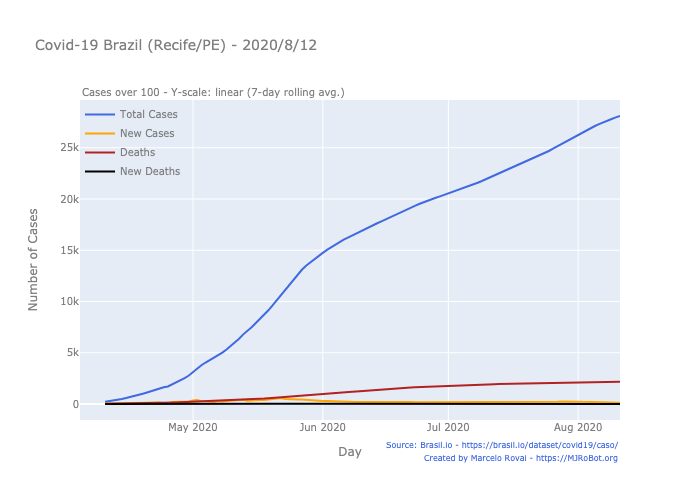 Covid-19 Brazil (Recife/PE) - 2020/8/12
Cases over 100 - Y-scale: linear (7-day rolling avg.)
Total Cases
New Cases
Deaths
New Deaths
25k
20k
15k
10k
5k
0
Number of Cases
May 2020
Jun 2020
Jul 2020
Aug 2020
Day
Source: Brasil.io - https://brasil.io/dataset/covid19/caso/
Created by Marcelo Rovai - https://MJRoBot.org